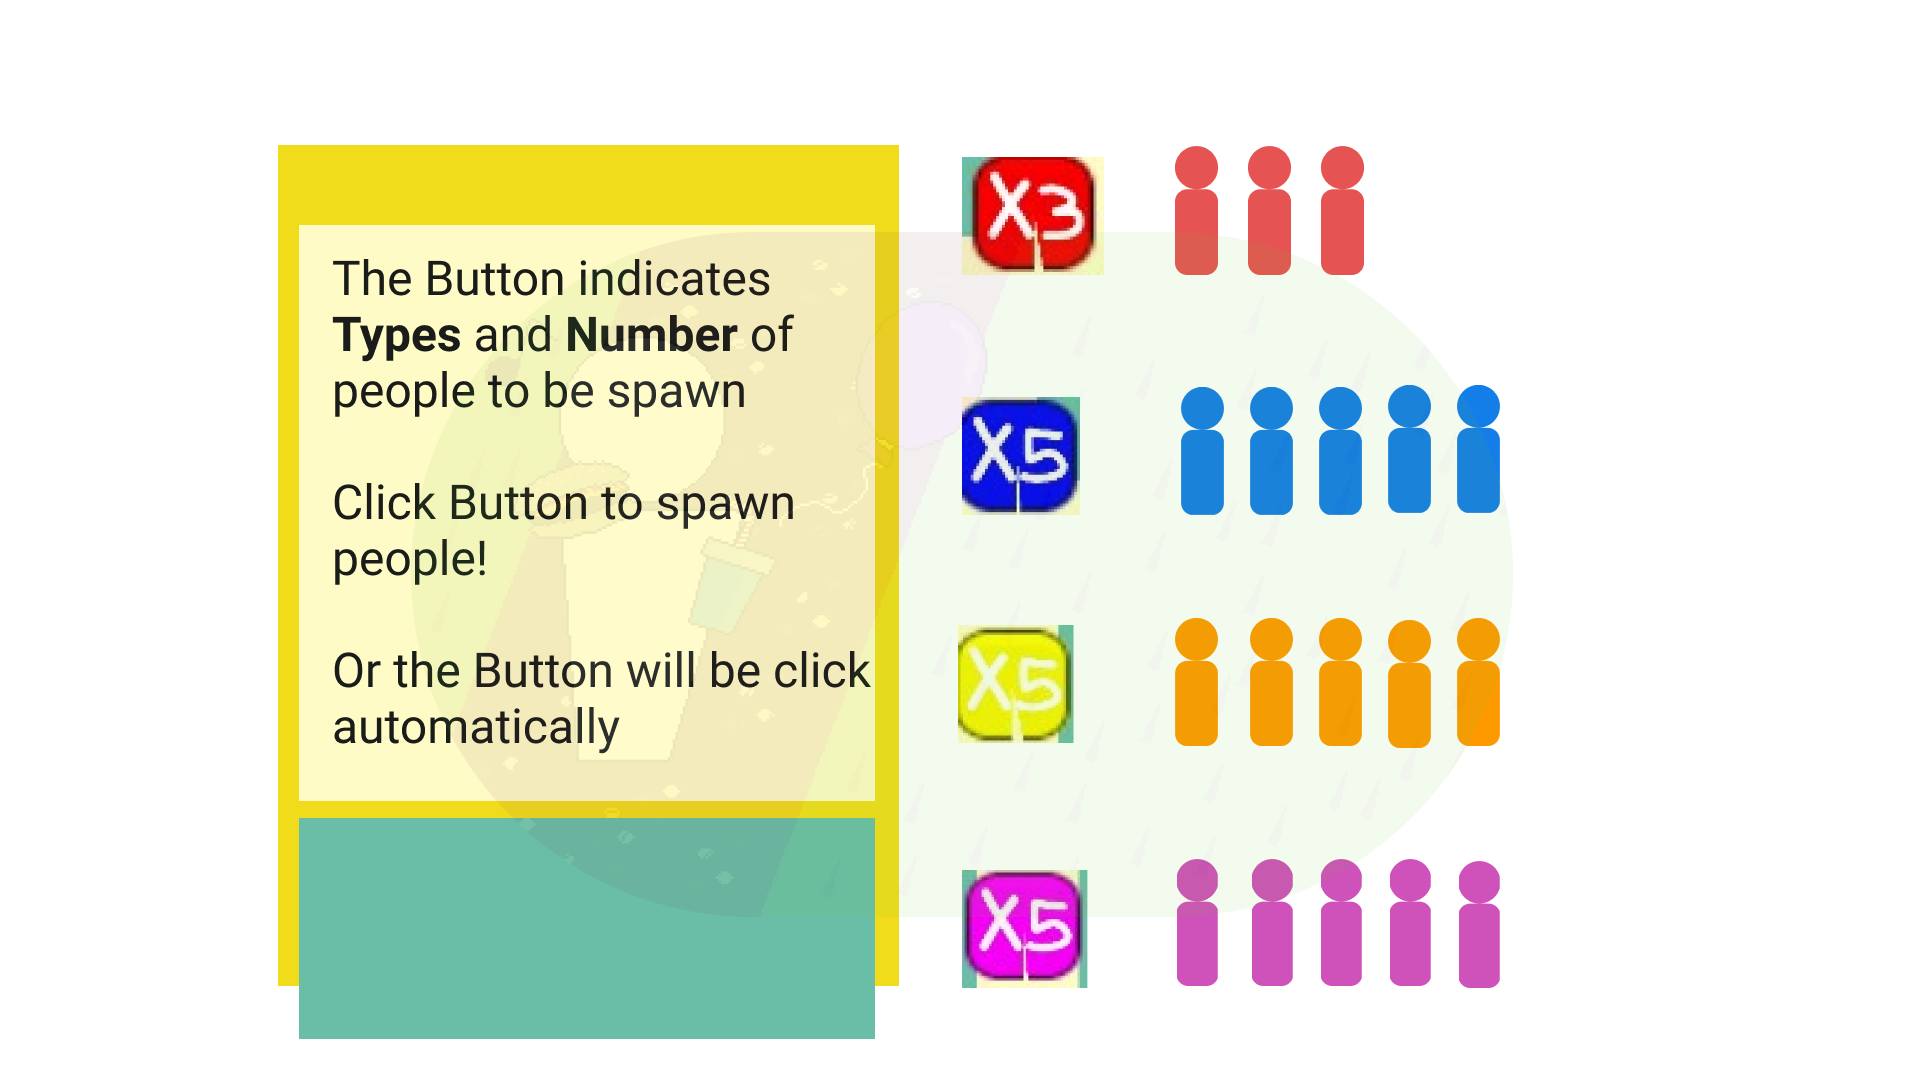 The Button indicates
Types and Number of
people to be spawn
Click Button to spawn
people!
Or the Button will be click
automatically
X3
X5
X5
X5